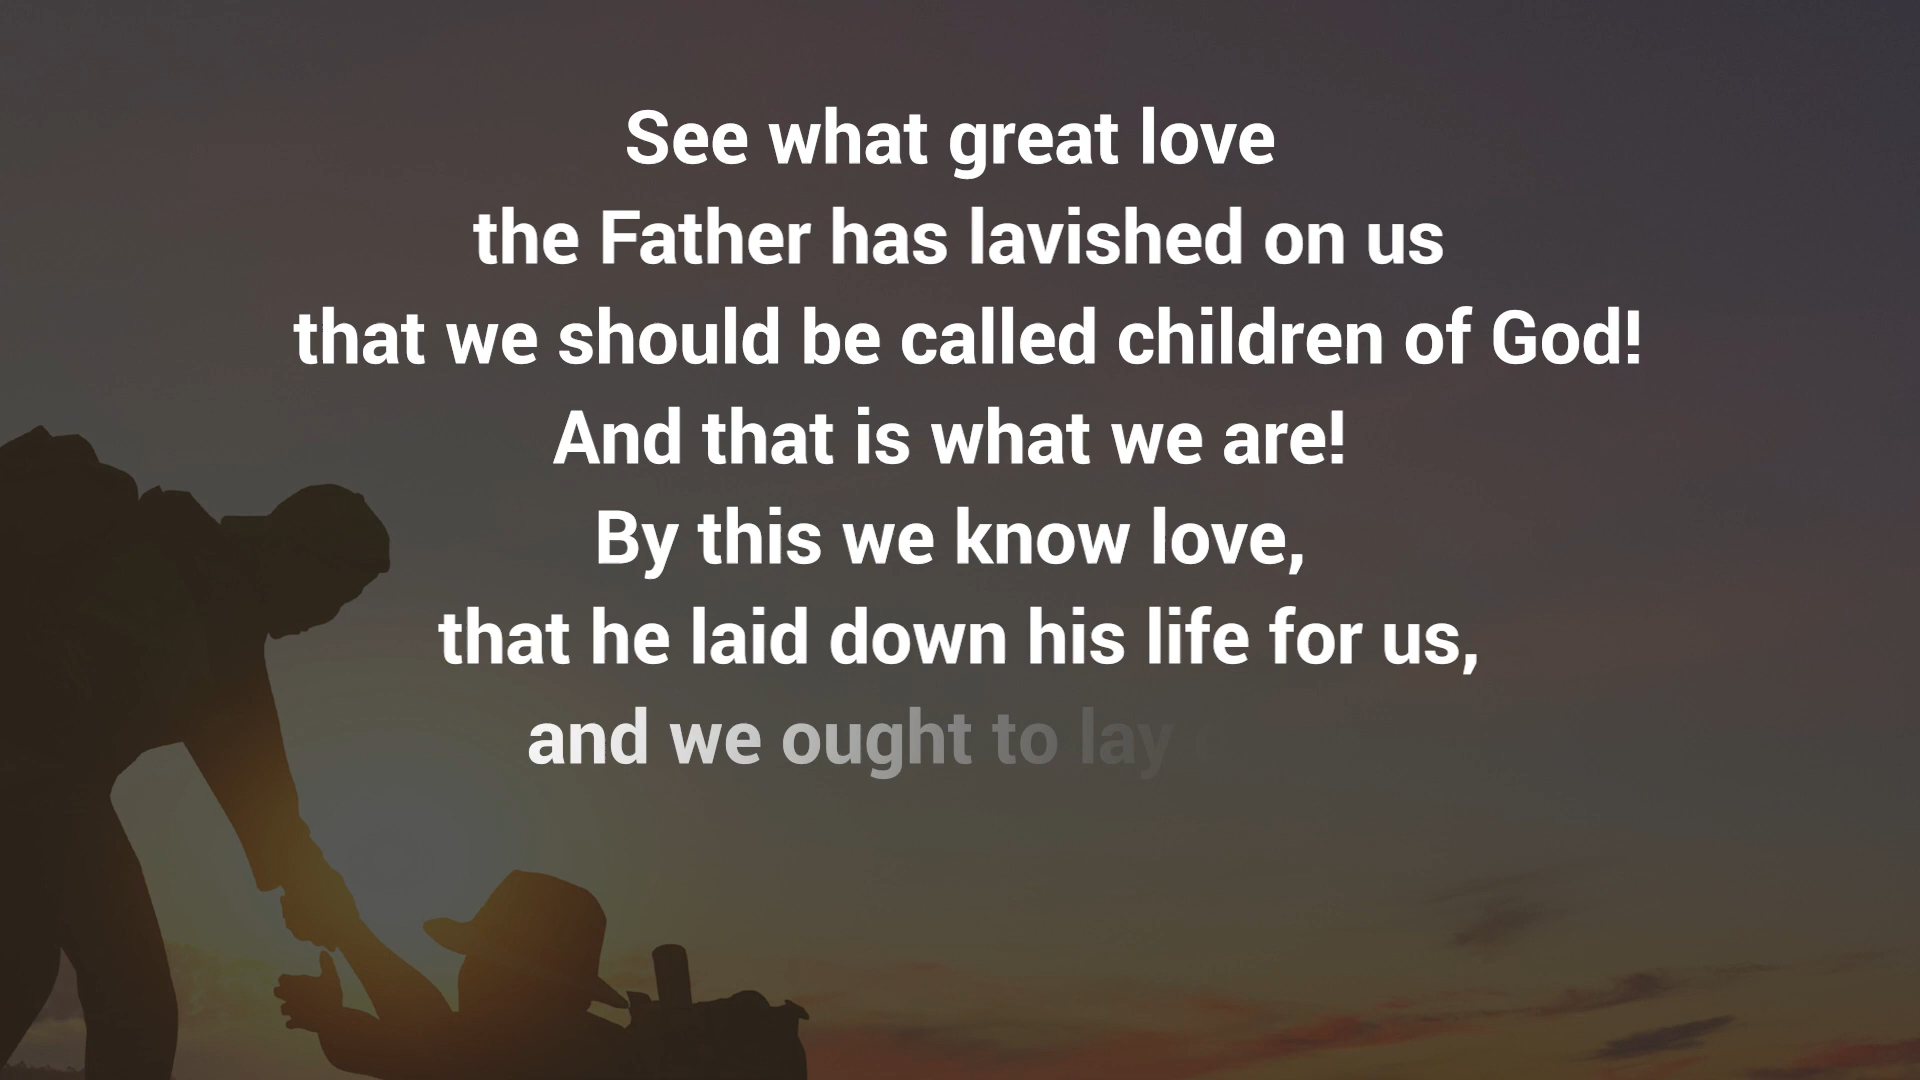 See what great love
the Father has lavished on us
that we should be called children of God!
And that is what we are!
By this we know love,
that he laid down his life for us,
and we ought to lay